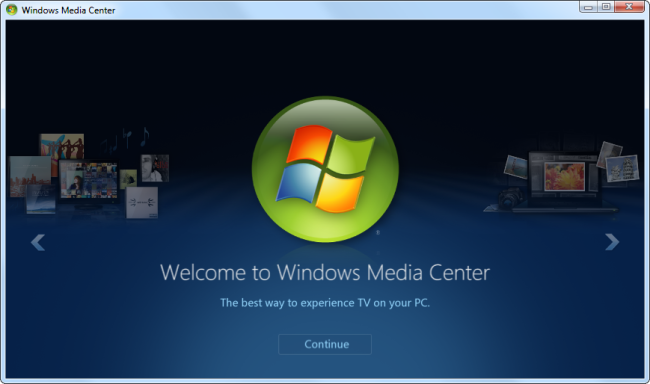 Windows Media Center
Welcome to Windows Media Center
The best way to experience TV on your PC.
Continue